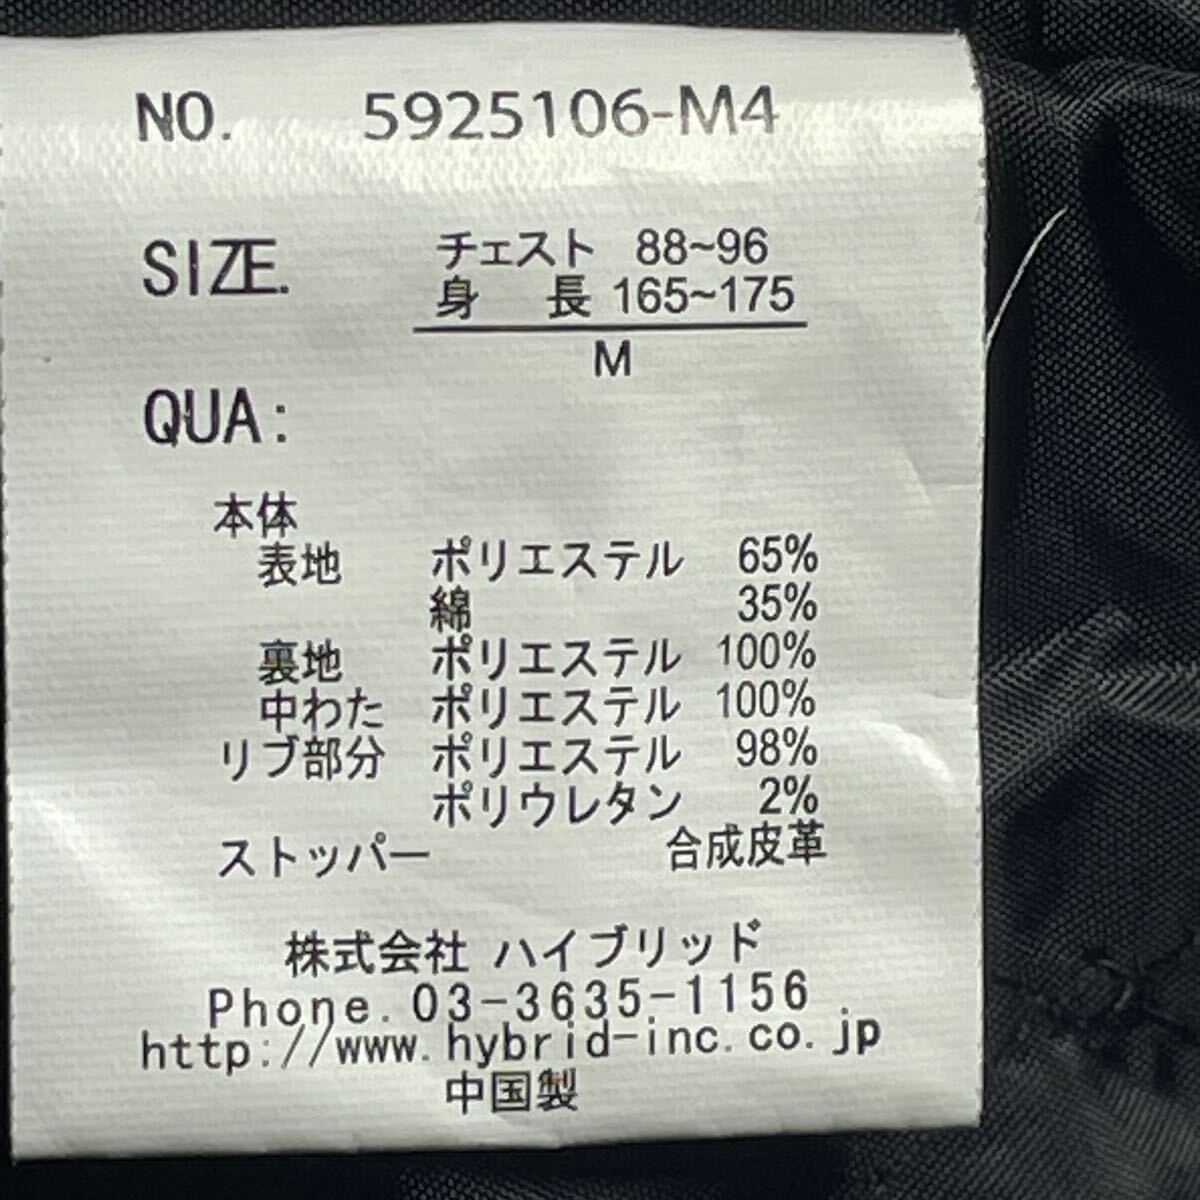 NO. 5925106-M4
SIZE. チェスト 88~96
身 長 165~175
M
QUA:
本体
表地 ポリエステル 65%
綿 35%
裏地 ポリエステル 100%
中わた ポリエステル 100%
リブ部分 ポリエステル 98%
ポリウレタン 2%
ストッパー 合成皮革
株式会社 ハイブリッド
Phone. 03-3635-1156 .
http://www.hybrid-inc.co.jp
中国製